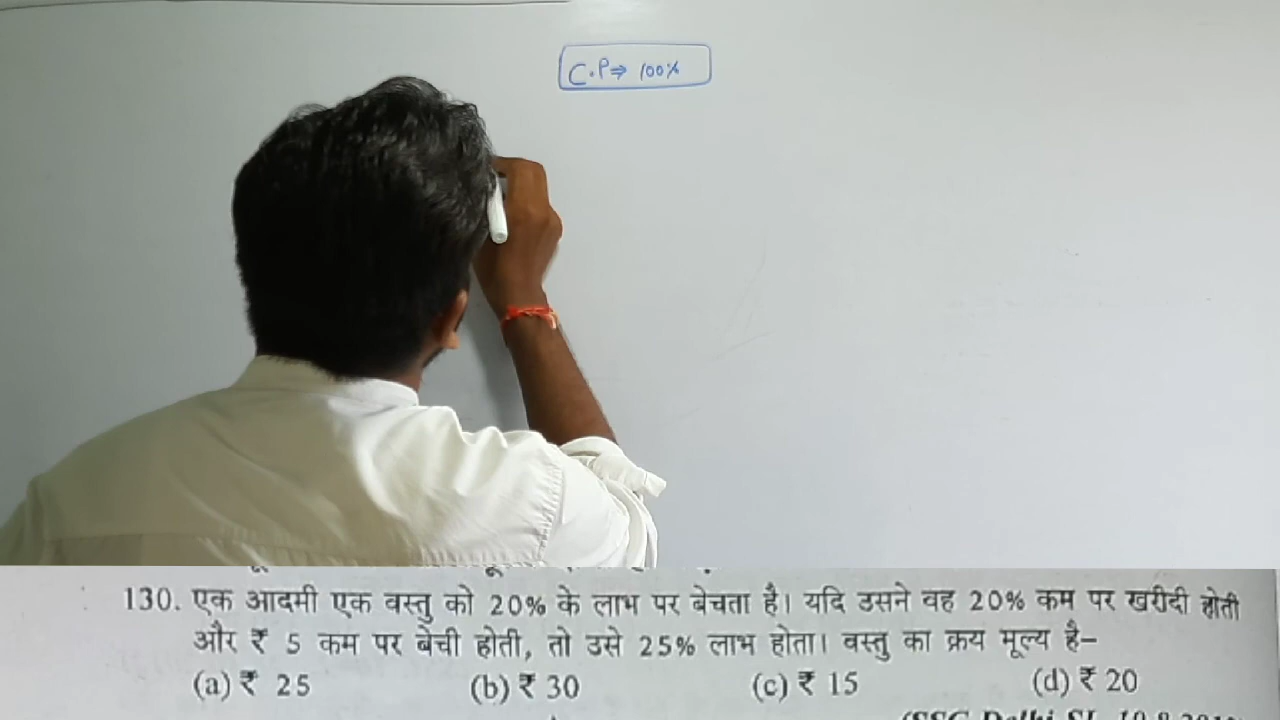 C.P⇒ 100%
130. एक आदमी एक वस्तु को 20% के लाभ पर बेचता है। यदि उसने वह 20% कम पर खरीदी होती
और ₹ 5 कम पर बेची होती, तो उसे 25% लाभ होता। वस्तु का क्रय मूल्य है–
(a) ₹ 25 (b) ₹ 30 (c) ₹ 15 (d) ₹ 20